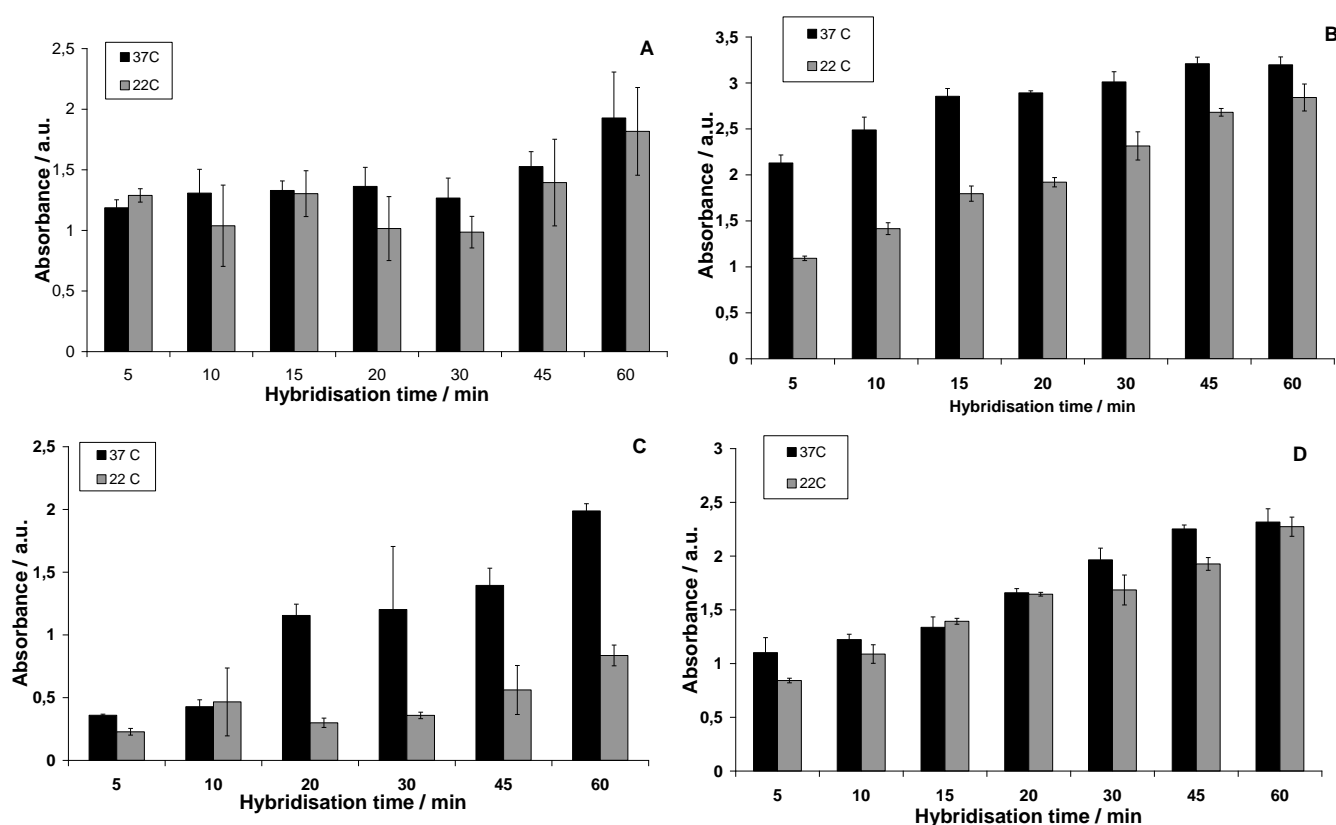 A
37C
22C
Absorbance / a.u.
2,5
2
1,5
1
0,5
0
5 10 15 20 30 45 60
Hybridisation time / min
B
37 C
22 C
Absorbance / a.u.
3,5
3
2,5
2
1,5
1
0,5
0
5 10 15 20 30 45 60
Hybridisation time / min
C
37 C
22 C
Absorbance / a.u.
2,5
2
1,5
1
0,5
0
5 10 20 30 45 60
Hybridisation time / min
D
37C
22C
Absorbance / a.u.
3
2,5
2
1,5
1
0,5
0
5 10 15 20 30 45 60
Hybridisation time / min